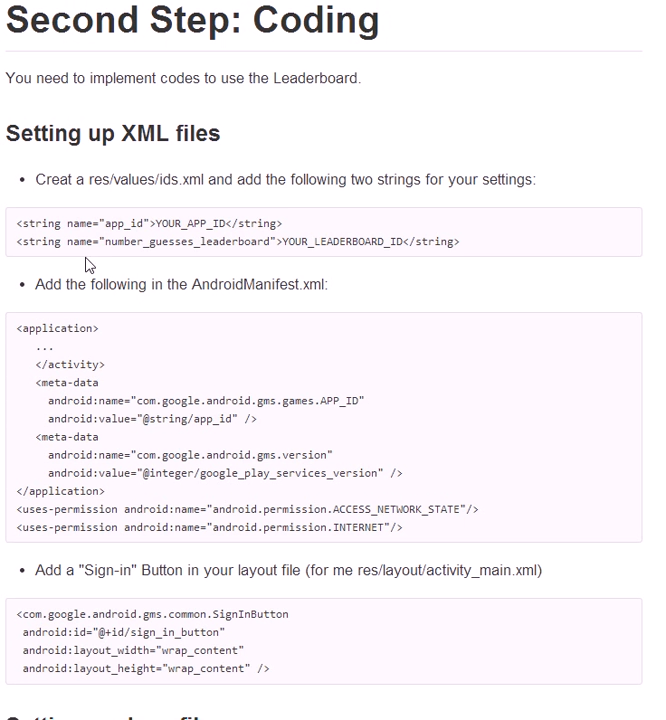 Second Step: Coding
You need to implement codes to use the Leaderboard.
Setting up XML files
• Creat a res/values/ids.xml and add the following two strings for your settings:
<string name="app_id">YOUR_APP_ID</string>
<string name="number_guesses_leaderboard">YOUR_LEADERBOARD_ID</string>
• Add the following in the AndroidManifest.xml:
<application>
...
</activity>
<meta-data
android:name="com.google.android.gms.games.APP_ID"
android:value="@string/app_id" />
<meta-data
android:name="com.google.android.gms.version"
android:value="@integer/google_play_services_version" />
</application>
<uses-permission android:name="android.permission.ACCESS_NETWORK_STATE"/>
<uses-permission android:name="android.permission.INTERNET"/>
• Add a "Sign-in" Button in your layout file (for me res/layout/activity_main.xml)
<com.google.android.gms.common.SignInButton
android:id="@+id/sign_in_button"
android:layout_width="wrap_content"
android:layout_height="wrap_content" />